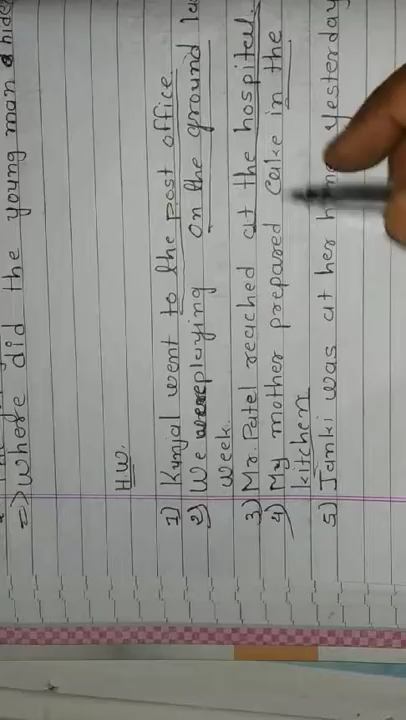 => Where did the young man hide
H.W.
1) Kunjal went to the post office
2) We were playing on the ground la
week.
3) Mr. Patel reached at the hospital.
4) My mother prepared cake in the
kitchen
5) Janki was at her home yesterday